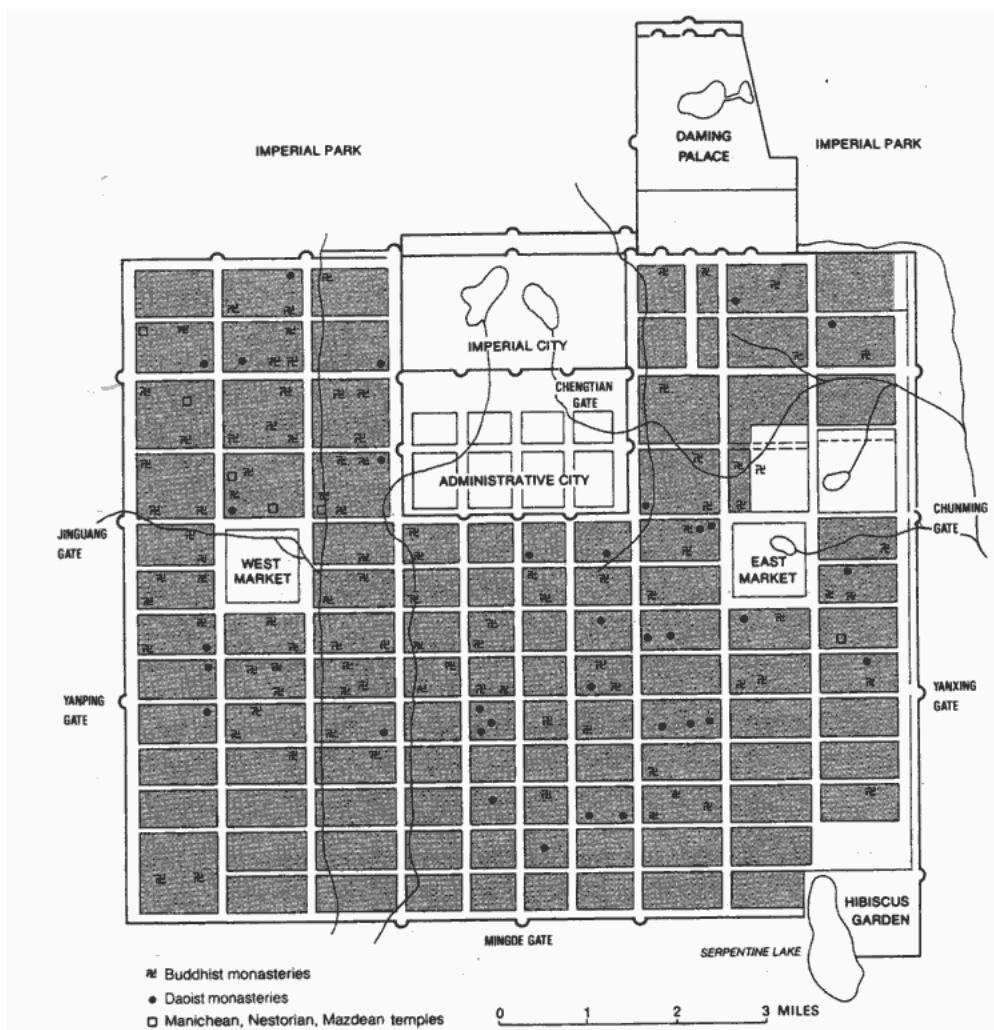 DAMING
PALACE
IMPERIAL PARK
IMPERIAL PARK
IMPERIAL CITY
CHENGTIAN
GATE
ADMINISTRATIVE CITY
JINGUANG
GATE
WEST
MARKET
EAST
MARKET
CHUNMING
GATE
YANPING
GATE
YANXING
GATE
HIBISCUS
GARDEN
MINGDE GATE
SERPENTINE LAKE
Buddhist monasteries
Daoist monasteries
Manichean, Nestorian, Mazdean temples
0 1 2 3 MILES